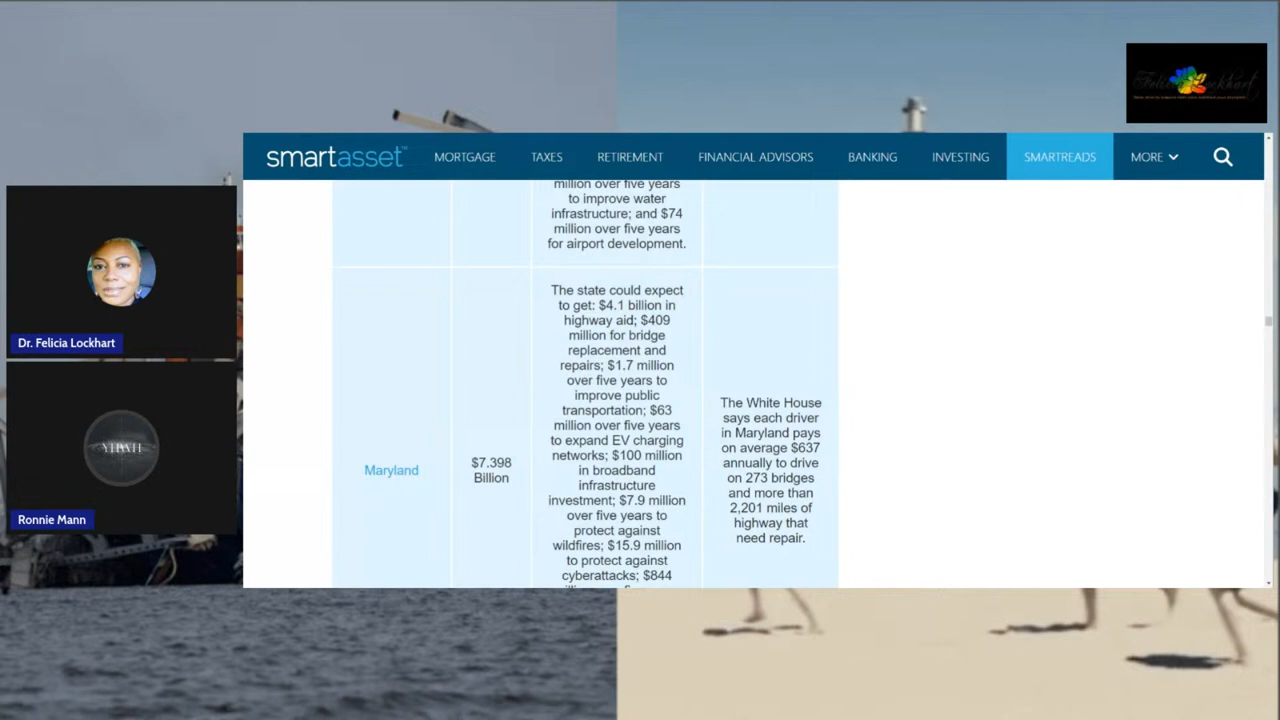 Felicia Lockhart
smartasset™
MORTGAGE
TAXES
RETIREMENT
FINANCIAL ADVISORS
BANKING
INVESTING
SMARTREADS
MORE
million over five years
to improve water
infrastructure; and $74
million over five years
for airport development.
Maryland
$7.398
Billion
The state could expect
to get: $4.1 billion in
highway aid; $409
million for bridge
replacement and
repairs; $1.7 million
over five years to
improve public
transportation; $63
million over five years
to expand EV charging
networks; $100 million
in broadband
infrastructure
investment; $7.9 million
over five years to
protect against
wildfires; $15.9 million
to protect against
cyberattacks; $844
The White House
says each driver
in Maryland pays
on average $637
annually to drive
on 273 bridges
and more than
2,201 miles of
highway that
need repair.
Dr. Felicia Lockhart
Ronnie Mann